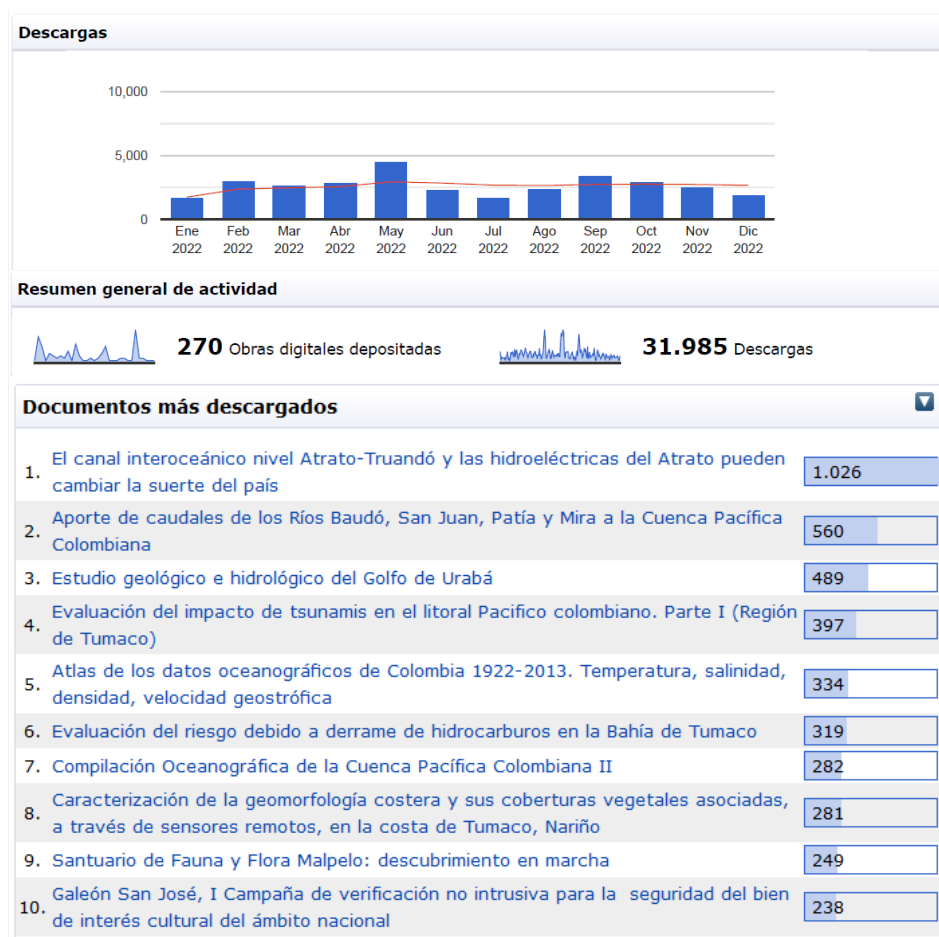 Descargas
10,000
5,000
0
Ene Feb Mar Abr May Jun Jul Ago Sep Oct Nov Dic
2022 2022 2022 2022 2022 2022 2022 2022 2022 2022 2022 2022
Resumen general de actividad
270 Obras digitales depositadas 31.985 Descargas
Documentos más descargados
1. El canal interoceánico nivel Atrato-Truandó y las hidroeléctricas del Atrato pueden
cambiar la suerte del país
1.026
2. Aporte de caudales de los Ríos Baudó, San Juan, Patía y Mira a la Cuenca Pacífica
Colombiana
560
3. Estudio geológico e hidrológico del Golfo de Urabá
489
4. Evaluación del impacto de tsunamis en el litoral Pacifico colombiano. Parte I (Región
de Tumaco)
397
5. Atlas de los datos oceanográficos de Colombia 1922-2013. Temperatura, salinidad,
densidad, velocidad geostrófica
334
6. Evaluación del riesgo debido a derrame de hidrocarburos en la Bahía de Tumaco
319
7. Compilación Oceanográfica de la Cuenca Pacífica Colombiana II
282
8. Caracterización de la geomorfología costera y sus coberturas vegetales asociadas,
a través de sensores remotos, en la costa de Tumaco, Nariño
281
9. Santuario de Fauna y Flora Malpelo: descubrimiento en marcha
249
10. Galeón San José, I Campaña de verificación no intrusiva para la seguridad del bien
de interés cultural del ámbito nacional
238